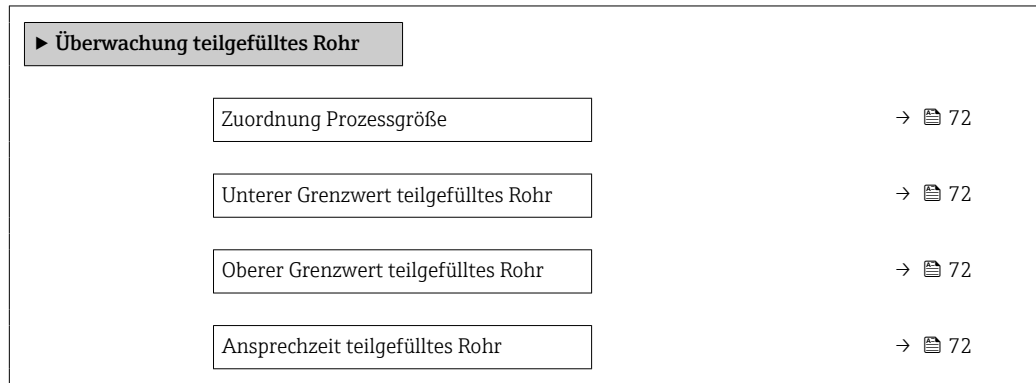 ▶ Überwachung teilgefülltes Rohr
Zuordnung Prozessgröße → 72
Unterer Grenzwert teilgefülltes Rohr → 72
Oberer Grenzwert teilgefülltes Rohr → 72
Ansprechzeit teilgefülltes Rohr → 72